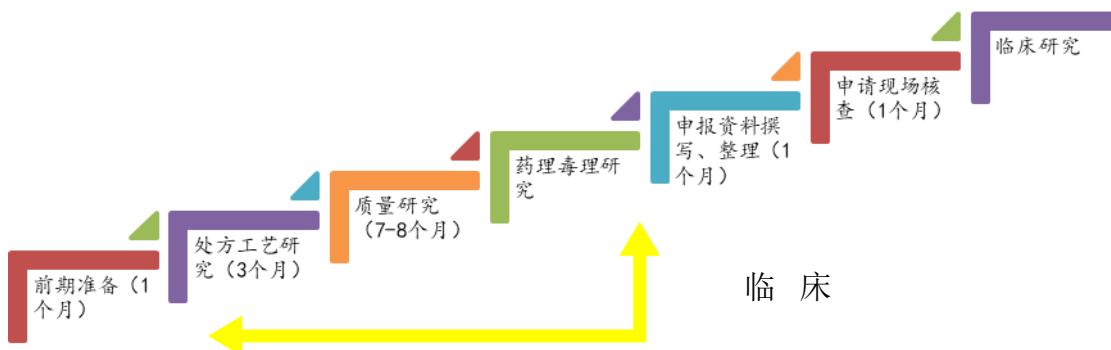 前期准备（1
个月）
处方工艺研
究（3个月）
质量研究
（7-8个月）
药理毒理研
究
申报资料撰
写、整理（1
个月）
申请现场核
查（1个月）
临床研究
临 床